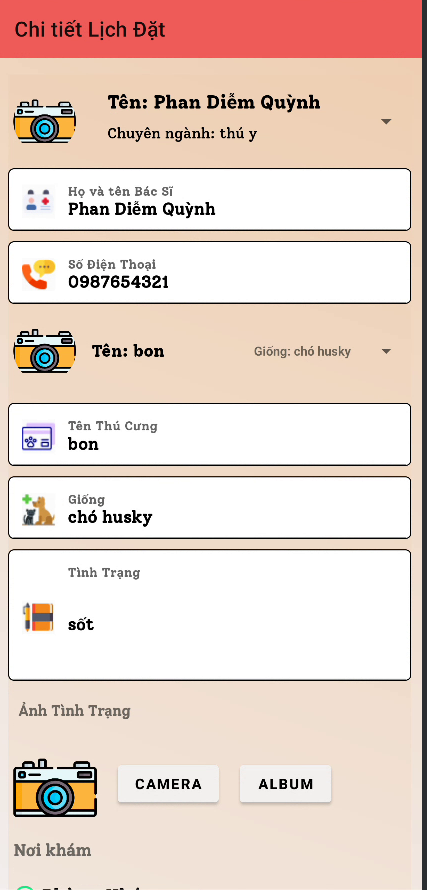 Chi tiết Lịch Đặt
Tên: Phan Diễm Quỳnh
Chuyên ngành: thú y
Họ và tên Bác Sĩ
Phan Diễm Quỳnh
Số Điện Thoại
0987654321
Tên: bon
Giống: chó husky
Tên Thú Cưng
bon
Giống
chó husky
Tình Trạng
sốt
Ảnh Tình Trạng
CAMERA
ALBUM
Nơi khám